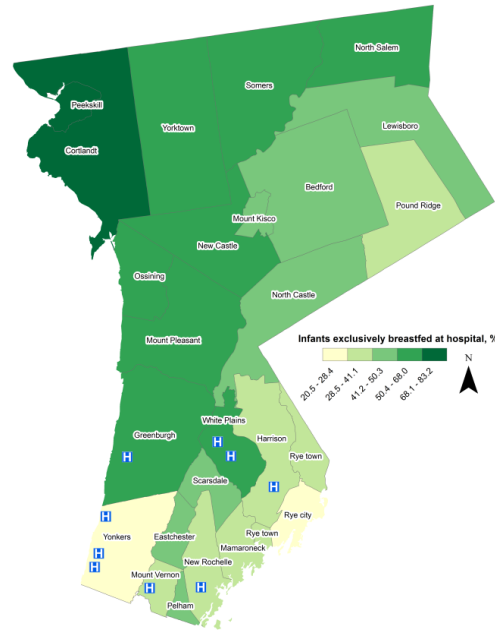 North Salem
Somers
Peekskill
Yorktown
Lewisboro
Cortlandt
Bedford
Pound Ridge
Mount Kisco
New Castle
Ossining
North Castle
Mount Pleasant
Infants exclusively breastfed at hospital, %
20.5 - 28.4
28.5 - 41.1
41.2 - 50.3
50.4 - 68.0
68.1 - 83.2
N
White Plains
Greenburgh
Harrison
H
H
H
Rye town
Scarsdale
H
H
Rye city
Yonkers
Eastchester
Rye town
Mamaroneck
H
New Rochelle
H
Mount Vernon
H
H
Pelham